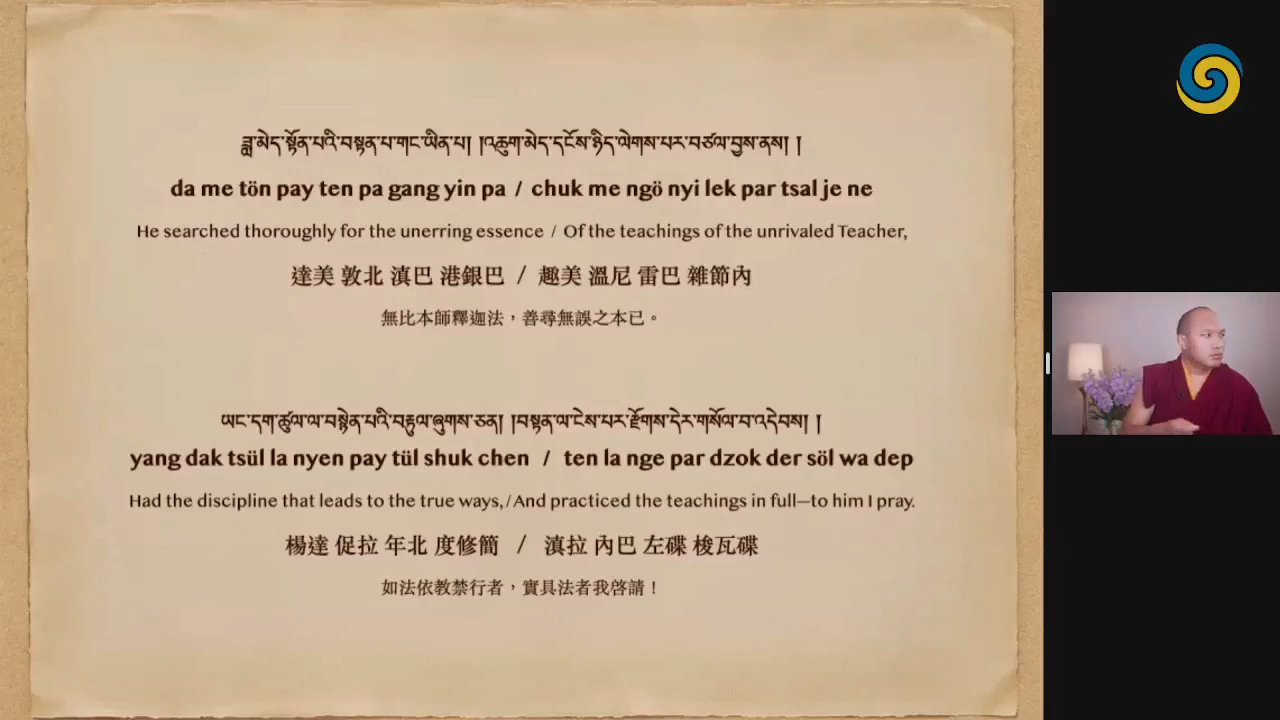 ཟླ་མེད་སྟོན་པའི་བསྟན་པ་གང་ཡིན་པ། །འཆུག་མེད་དངོས་ཉིད་ལེགས་པར་བཙལ་བྱས་ནས། །
da me tön pay ten pa gang yin pa / chuk me ngö nyi lek par tsal je ne
He searched thoroughly for the unerring essence / Of the teachings of the unrivaled Teacher,
達美 敦北 滇巴 港銀巴 / 趣美 溫尼 雷巴 雜節內
無比本師釋迦法，善尋無誤之本已。
ཡང་དག་ཚུལ་ལ་བསྙེན་པའི་བརྟུལ་ཞུགས་ཅན། །བསྟན་ལ་ངེས་པར་རྫོགས་དེར་གསོལ་བ་འདེབས། །
yang dak tsül la nyen pay tül shuk chen / ten la nge par dzok der söl wa dep
Had the discipline that leads to the true ways,/And practiced the teachings in full—to him I pray.
楊達 促拉 年北 度修簡 / 滇拉 內巴 左碟 梭瓦碟
如法依教禁行者，實具法者我啓請！